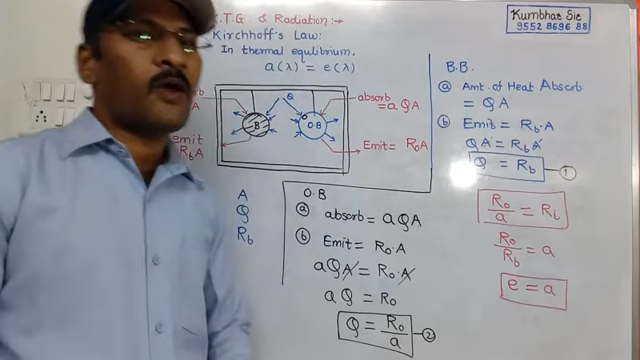 K.T.G & Radiation:→
Kirchhoff's Law:
In thermal equlibrium,
a(λ) = e(λ)
Kumbhar Sir
9552 8696 88
absorb
A
emit
R_b A
Q
B
O.B
absorb
= aQA
Emit = R₀A
A
Q
R_b
O.B
ⓐ absorb = aQA
ⓑ Emit = R₀·A
aQA = R₀·A
aQ = R₀
Q = R₀/a ②
B.B.
ⓐ Amt. of Heat Absorb
= QA
ⓑ Emit = R_b·A
QA = R_b·A
Q = R_b ①
R₀/a = R_b
R₀/R_b = a
e = a